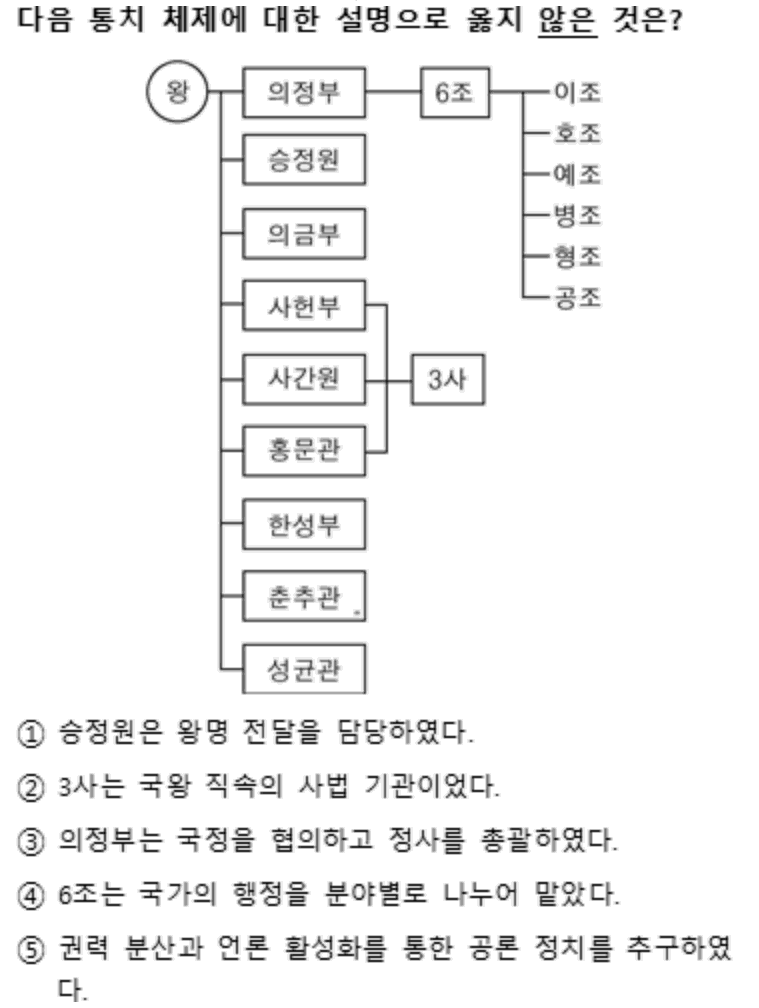 다음 통치 체제에 대한 설명으로 옳지 않은 것은?
왕
의정부
6조
이조
호조
예조
병조
형조
공조
승정원
의금부
사헌부
사간원
홍문관
3사
한성부
춘추관
성균관
① 승정원은 왕명 전달을 담당하였다.
② 3사는 국왕 직속의 사법 기관이었다.
③ 의정부는 국정을 협의하고 정사를 총괄하였다.
④ 6조는 국가의 행정을 분야별로 나누어 맡았다.
⑤ 권력 분산과 언론 활성화를 통한 공론 정치를 추구하였
다.